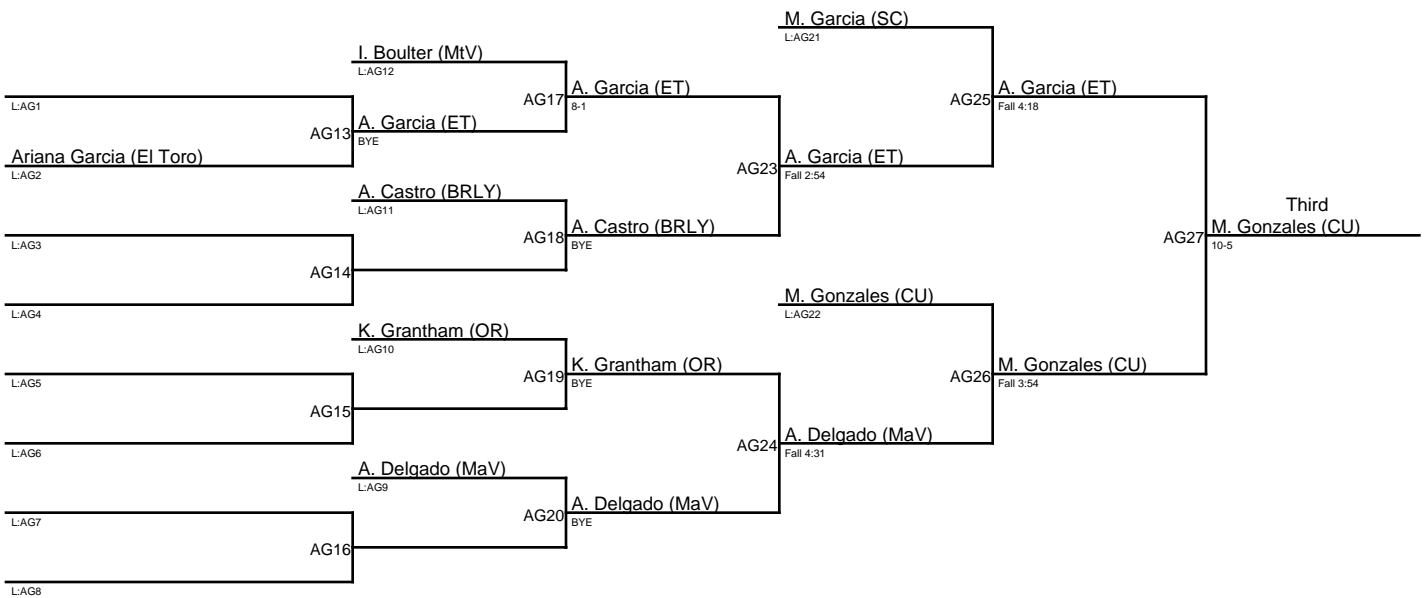 M. Garcia (SC)
L:AG21
I. Boulter (MtV)
L:AG12
AG17 A. Garcia (ET)
8-1
AG25 A. Garcia (ET)
Fall 4:18
L:AG1
AG13 A. Garcia (ET)
BYE
Ariana Garcia (El Toro)
L:AG2
AG23 A. Garcia (ET)
Fall 2:54
A. Castro (BRLY)
L:AG11
AG18 A. Castro (BRLY)
BYE
Third
AG27 M. Gonzales (CU)
10-5
L:AG3
AG14
L:AG4
M. Gonzales (CU)
L:AG22
K. Grantham (OR)
L:AG10
AG19 K. Grantham (OR)
BYE
AG26 M. Gonzales (CU)
Fall 3:54
L:AG5
AG15
L:AG6
AG24 A. Delgado (MaV)
Fall 4:31
A. Delgado (MaV)
L:AG9
AG20 A. Delgado (MaV)
BYE
L:AG7
AG16
L:AG8